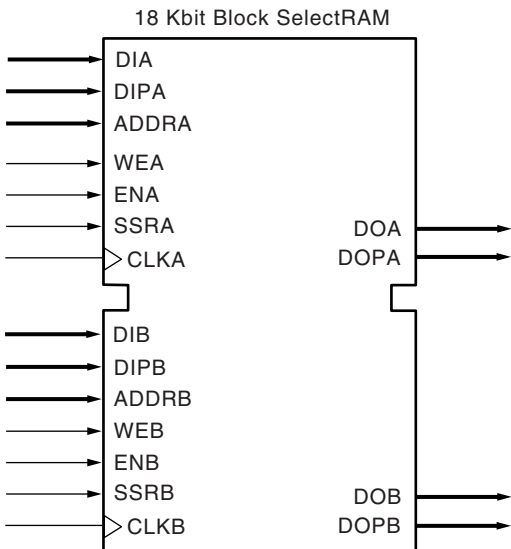 18 Kbit Block SelectRAM
DIA
DIPA
ADDRA
WEA
ENA
SSRA
CLKA
DOA
DOPA
DIB
DIPB
ADDRB
WEB
ENB
SSRB
CLKB
DOB
DOPB